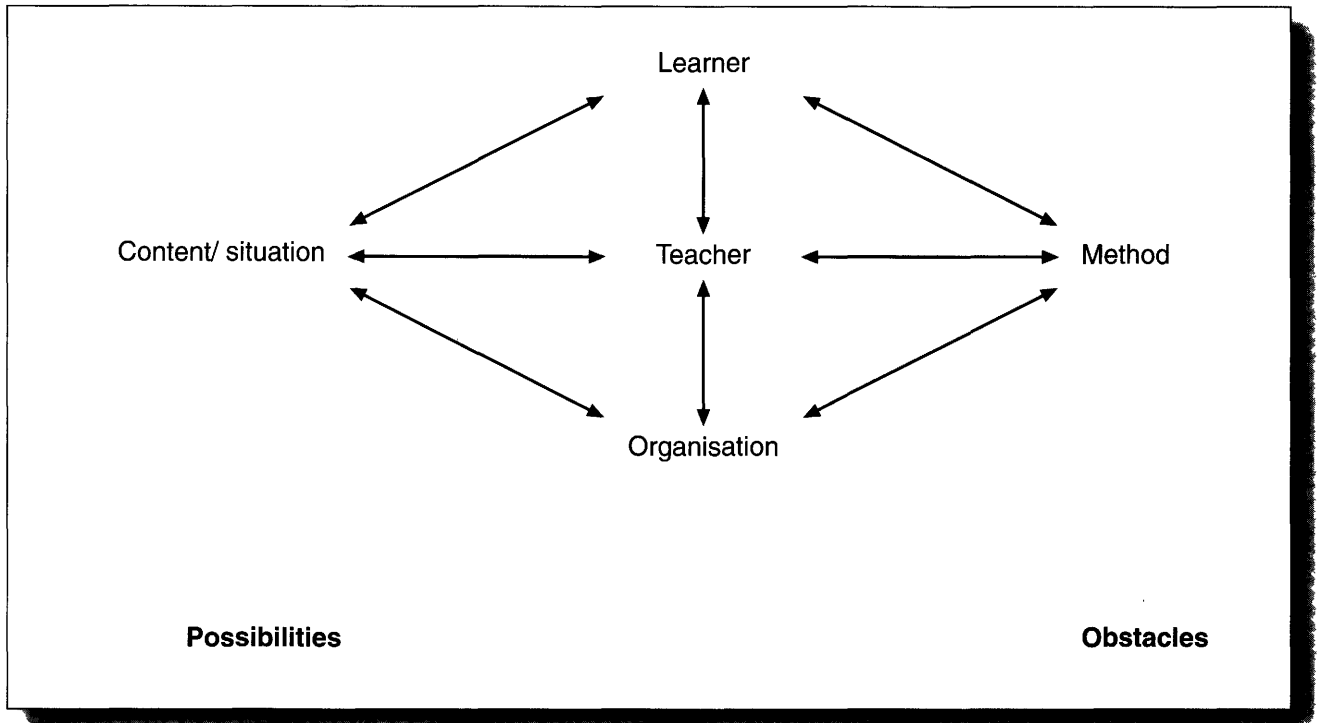 Learner
Content/ situation
Teacher
Method
Organisation
Possibilities
Obstacles